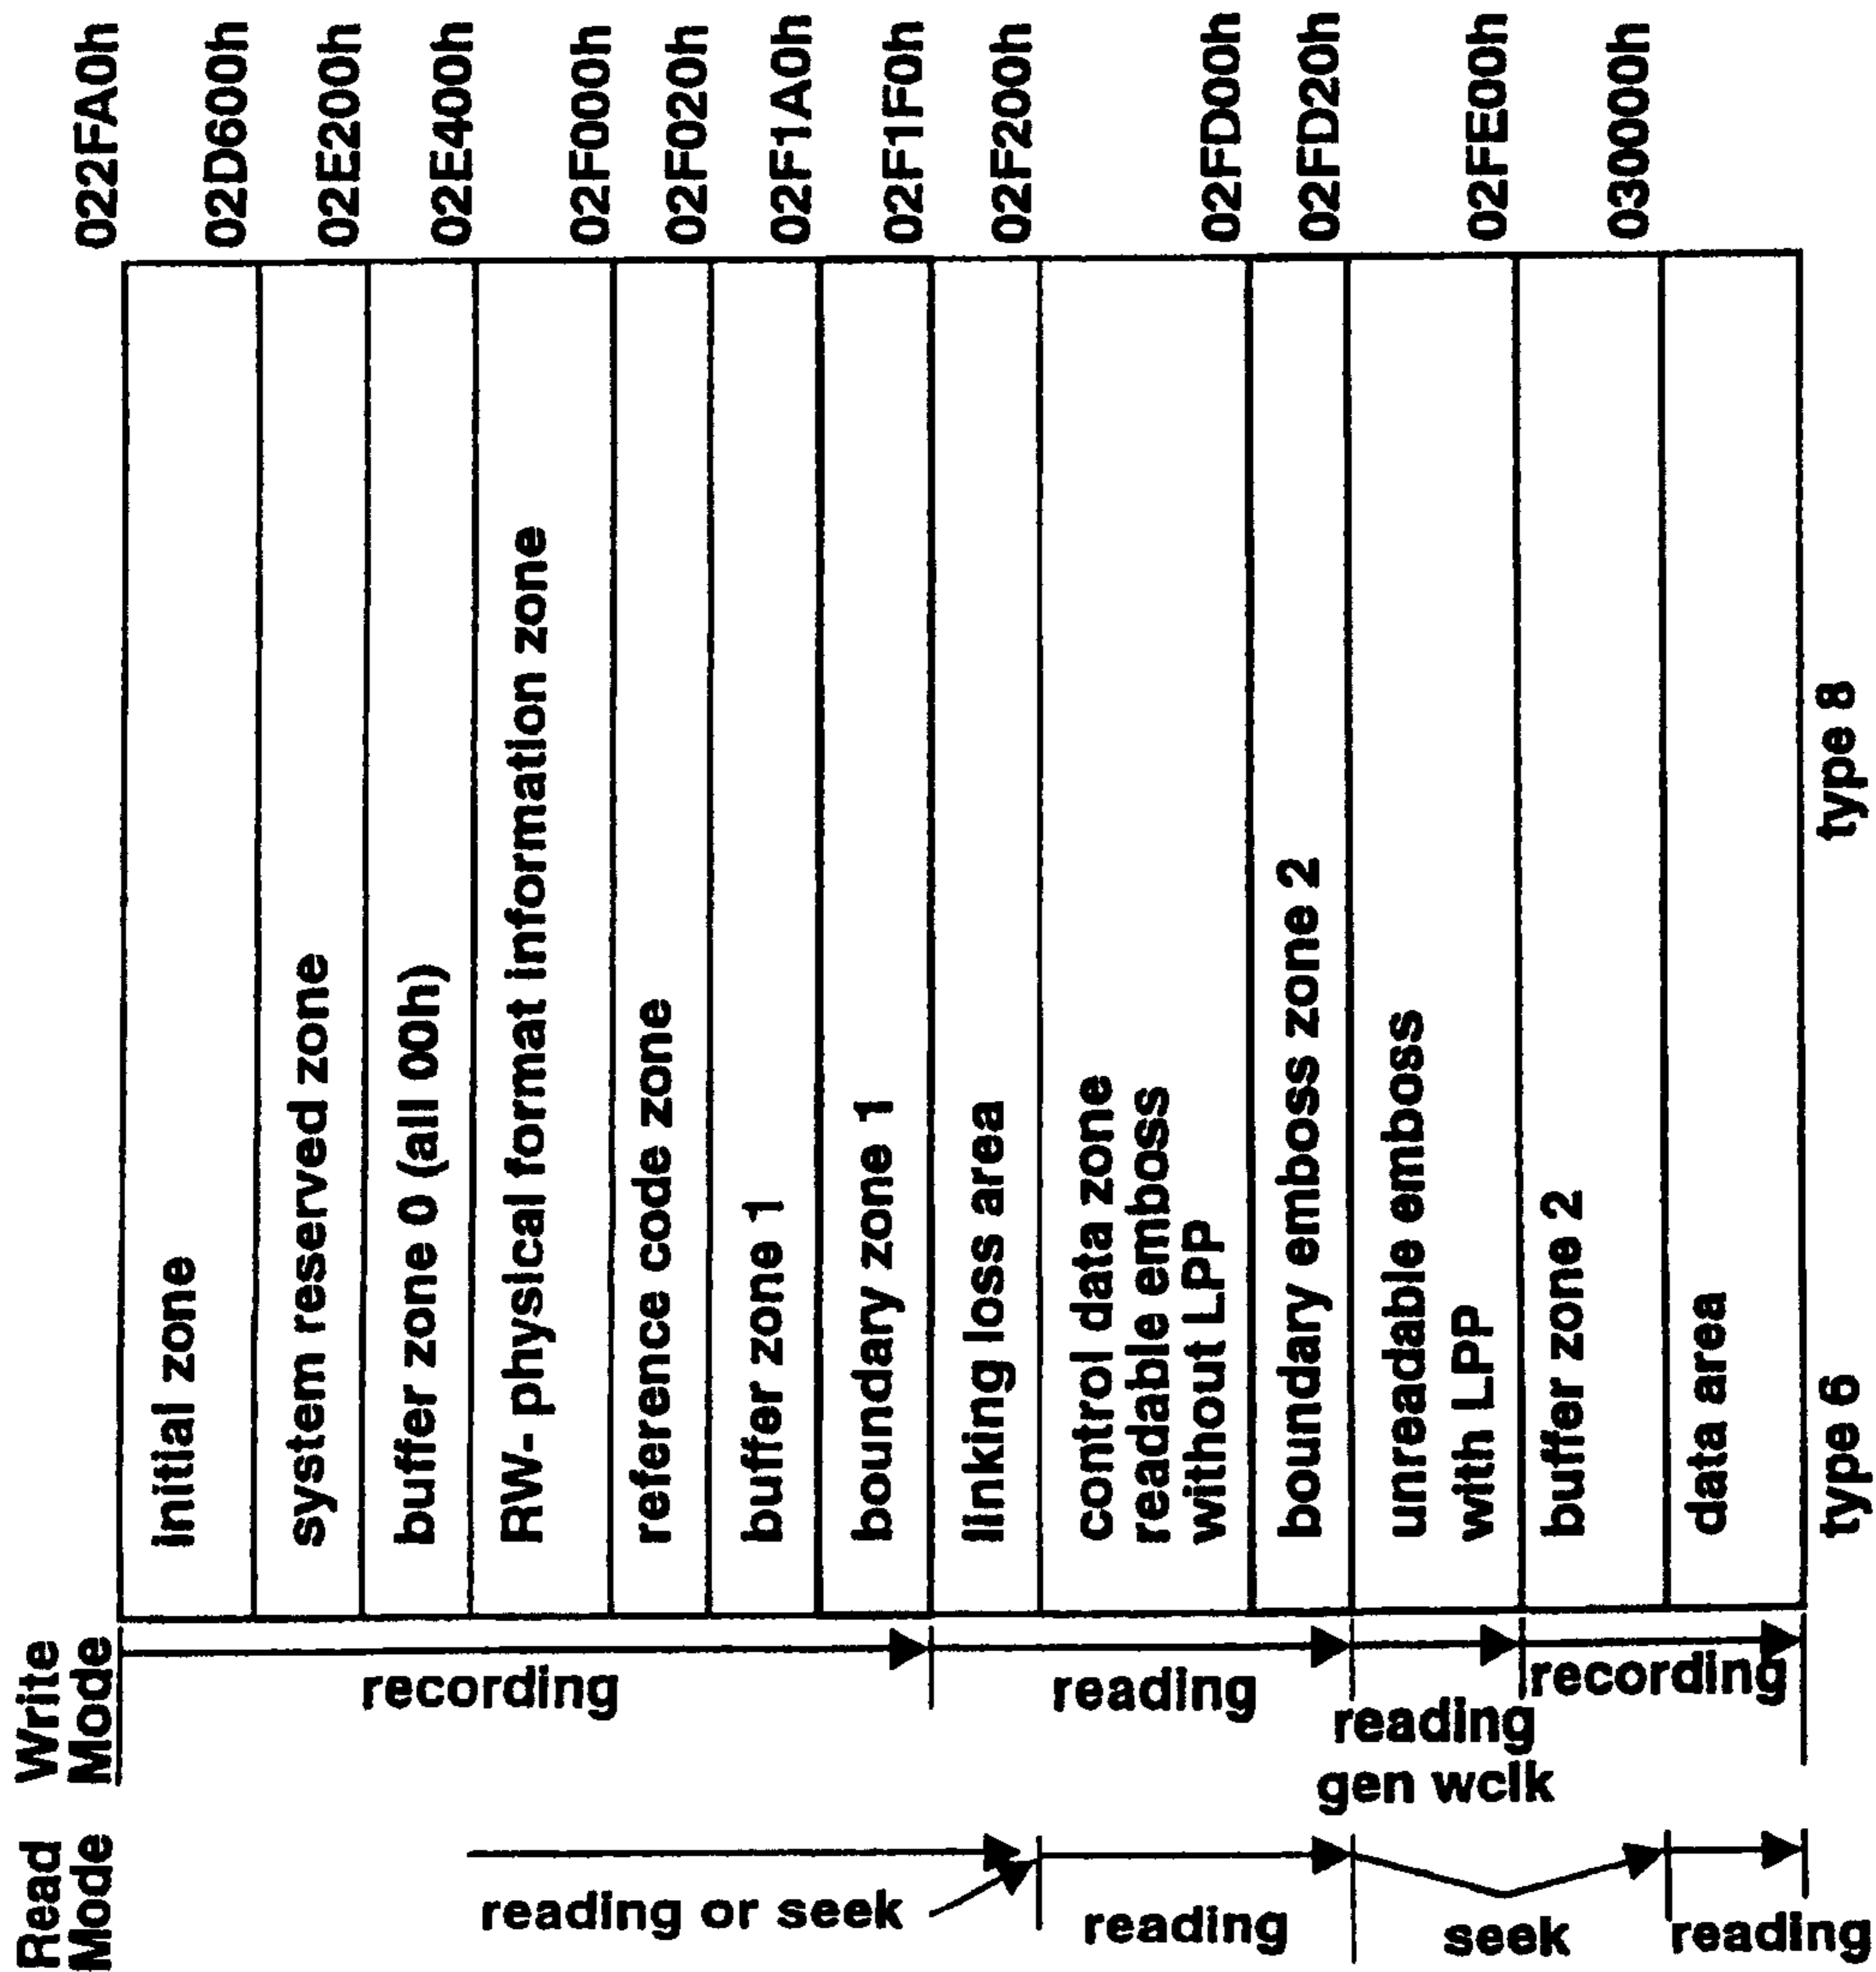 022FA0h
02D600h
02E200h
02E400h
02F000h
02F020h
02F1A0h
02F1F0h
02F200h
02FD00h
02FD20h
02FE00h
030000h
initial zone
system reserved zone
buffer zone 0 (all 00h)
RW- physical format information zone
reference code zone
buffer zone 1
boundary zone 1
linking loss area
control data zone
readable emboss
without LPP
boundary emboss zone 2
unreadable emboss
with LPP
buffer zone 2
data area
type 6
type 8
Write
Mode
recording
reading
reading
gen wclk
recording
Read
Mode
reading or seek
reading
seek
reading